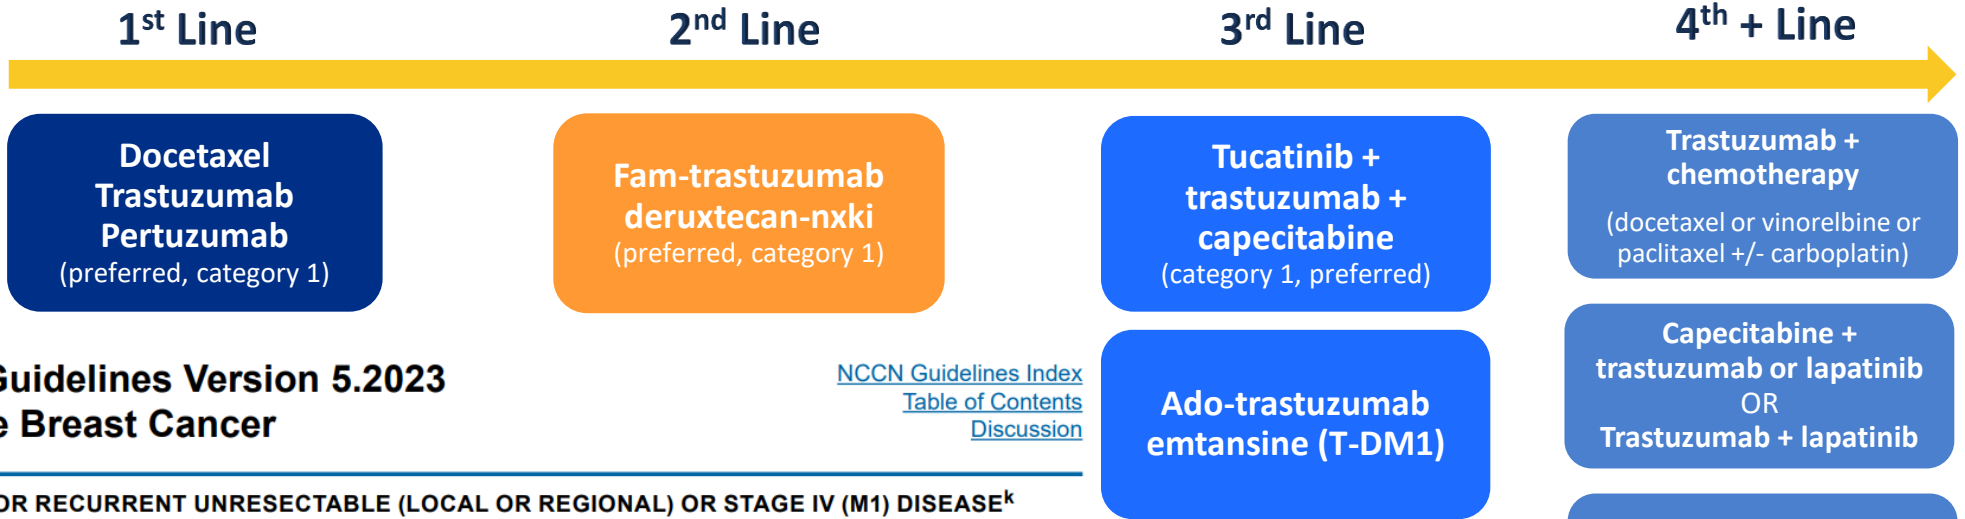 1st Line
2nd Line
3rd Line
4th + Line
Docetaxel
Trastuzumab
Pertuzumab
(preferred, category 1)
Fam-trastuzumab
deruxtecan-nxki
(preferred, category 1)
Tucatinib +
trastuzumab +
capecitabine
(category 1, preferred)
Trastuzumab +
chemotherapy
(docetaxel or vinorelbine or
paclitaxel +/- carboplatin)
Guidelines Version 5.2023
e Breast Cancer
NCCN Guidelines Index
Table of Contents
Discussion
Ado-trastuzumab
emtansine (T-DM1)
Capecitabine +
trastuzumab or lapatinib
OR
Trastuzumab + lapatinib
OR RECURRENT UNRESECTABLE (LOCAL OR REGIONAL) OR STAGE IV (M1) DISEASEk